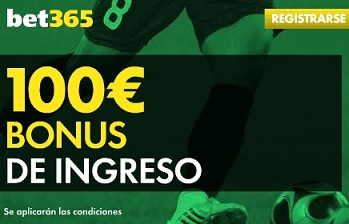 bet365
REGISTRARSE
100€
BONUS
DE INGRESO
Se aplicarán las condiciones